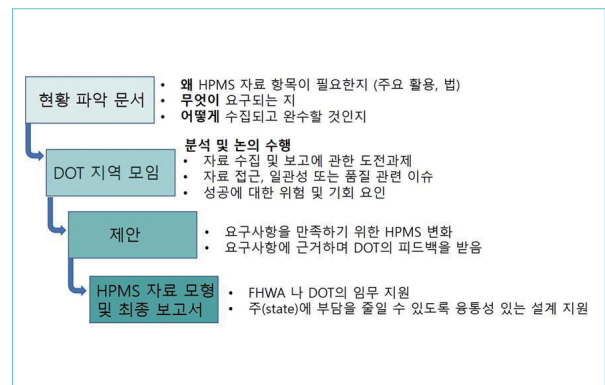 현황 파악 문서
• 왜 HPMS 자료 항목이 필요한지 (주요 활용, 법)
• 무엇이 요구되는 지
• 어떻게 수집되고 완수할 것인지
DOT 지역 모임
분석 및 논의 수행
• 자료 수집 및 보고에 관한 도전과제
• 자료 접근, 일관성 또는 품질 관련 이슈
• 성공에 대한 위험 및 기회 요인
제안
• 요구사항을 만족하기 위한 HPMS 변화
• 요구사항에 근거하며 DOT의 피드백을 받음
HPMS 자료 모형
및 최종 보고서
• FHWA 나 DOT의 임무 지원
• 주(state)에 부담을 줄일 수 있도록 융통성 있는 설계 지원